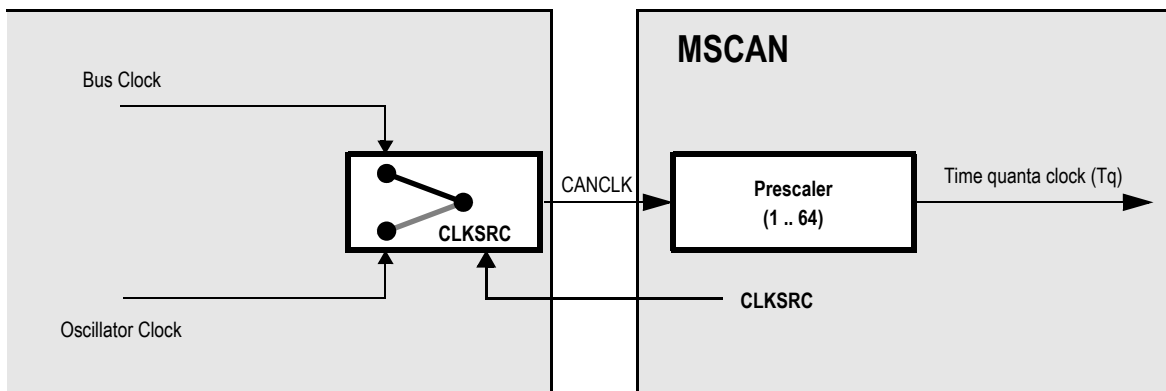 MSCAN
Bus Clock
CANCLK
Prescaler
(1 .. 64)
Time quanta clock (Tq)
CLKSRC
CLKSRC
Oscillator Clock